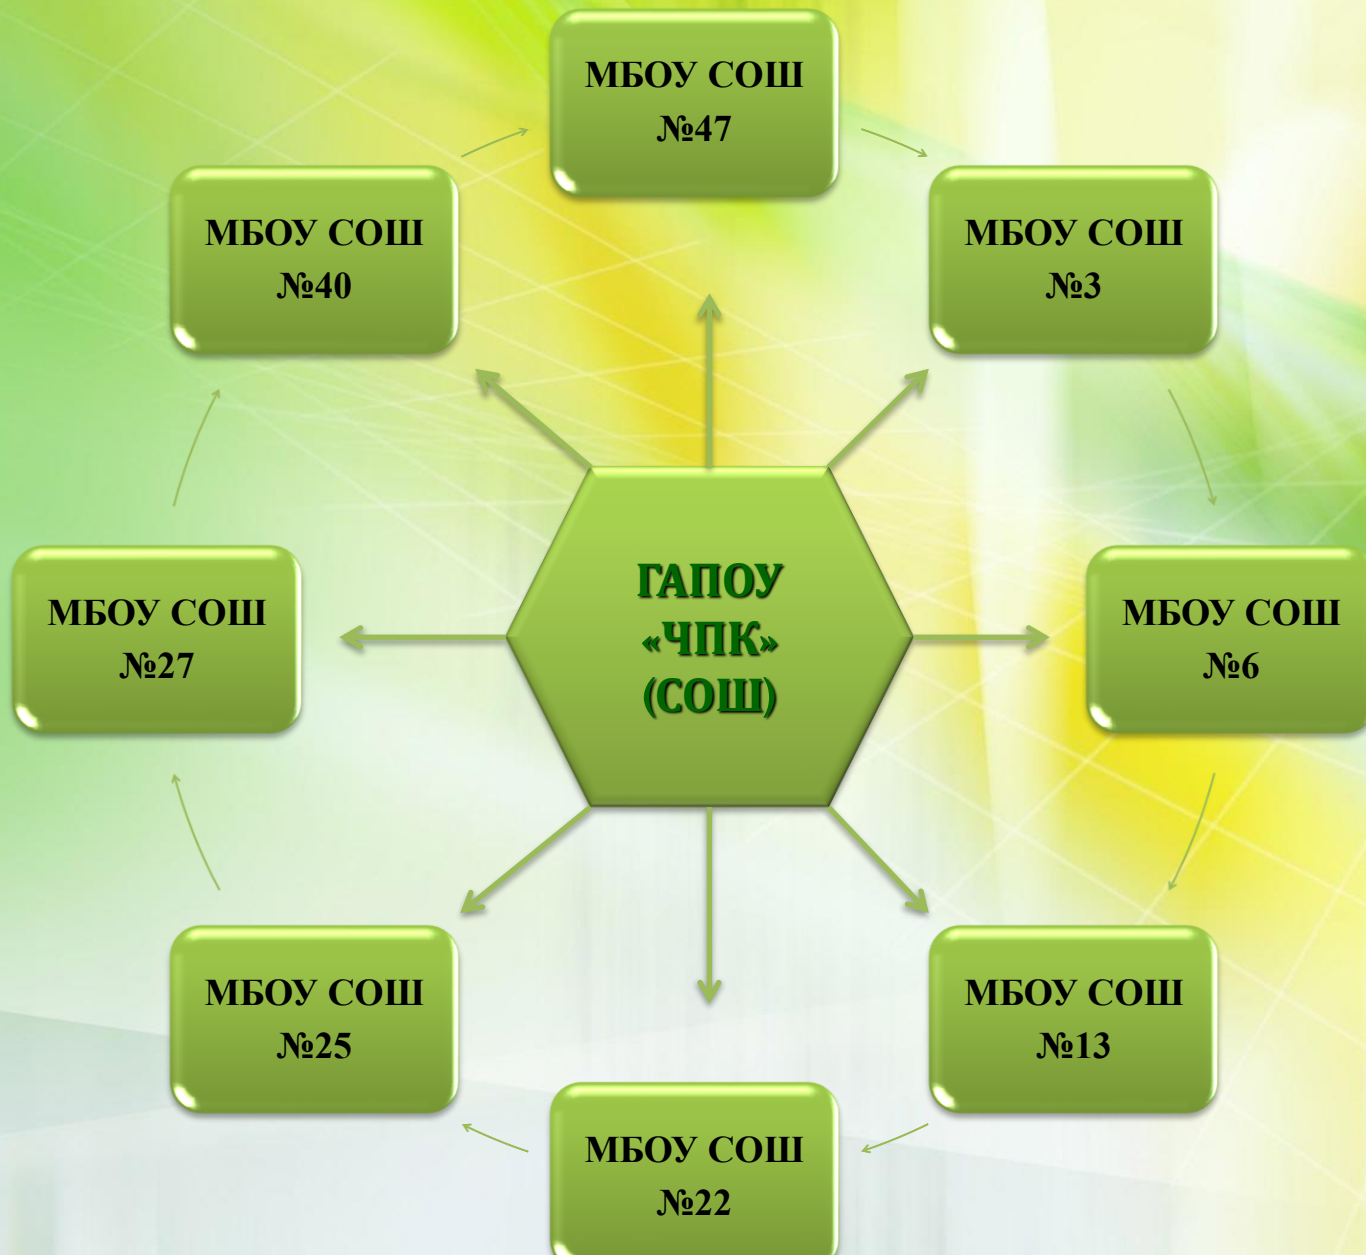 МБОУ СОШ
№47
МБОУ СОШ
№40
МБОУ СОШ
№3
ГАПОУ
«ЧПК»
(СОШ)
МБОУ СОШ
№27
МБОУ СОШ
№6
МБОУ СОШ
№25
МБОУ СОШ
№13
МБОУ СОШ
№22